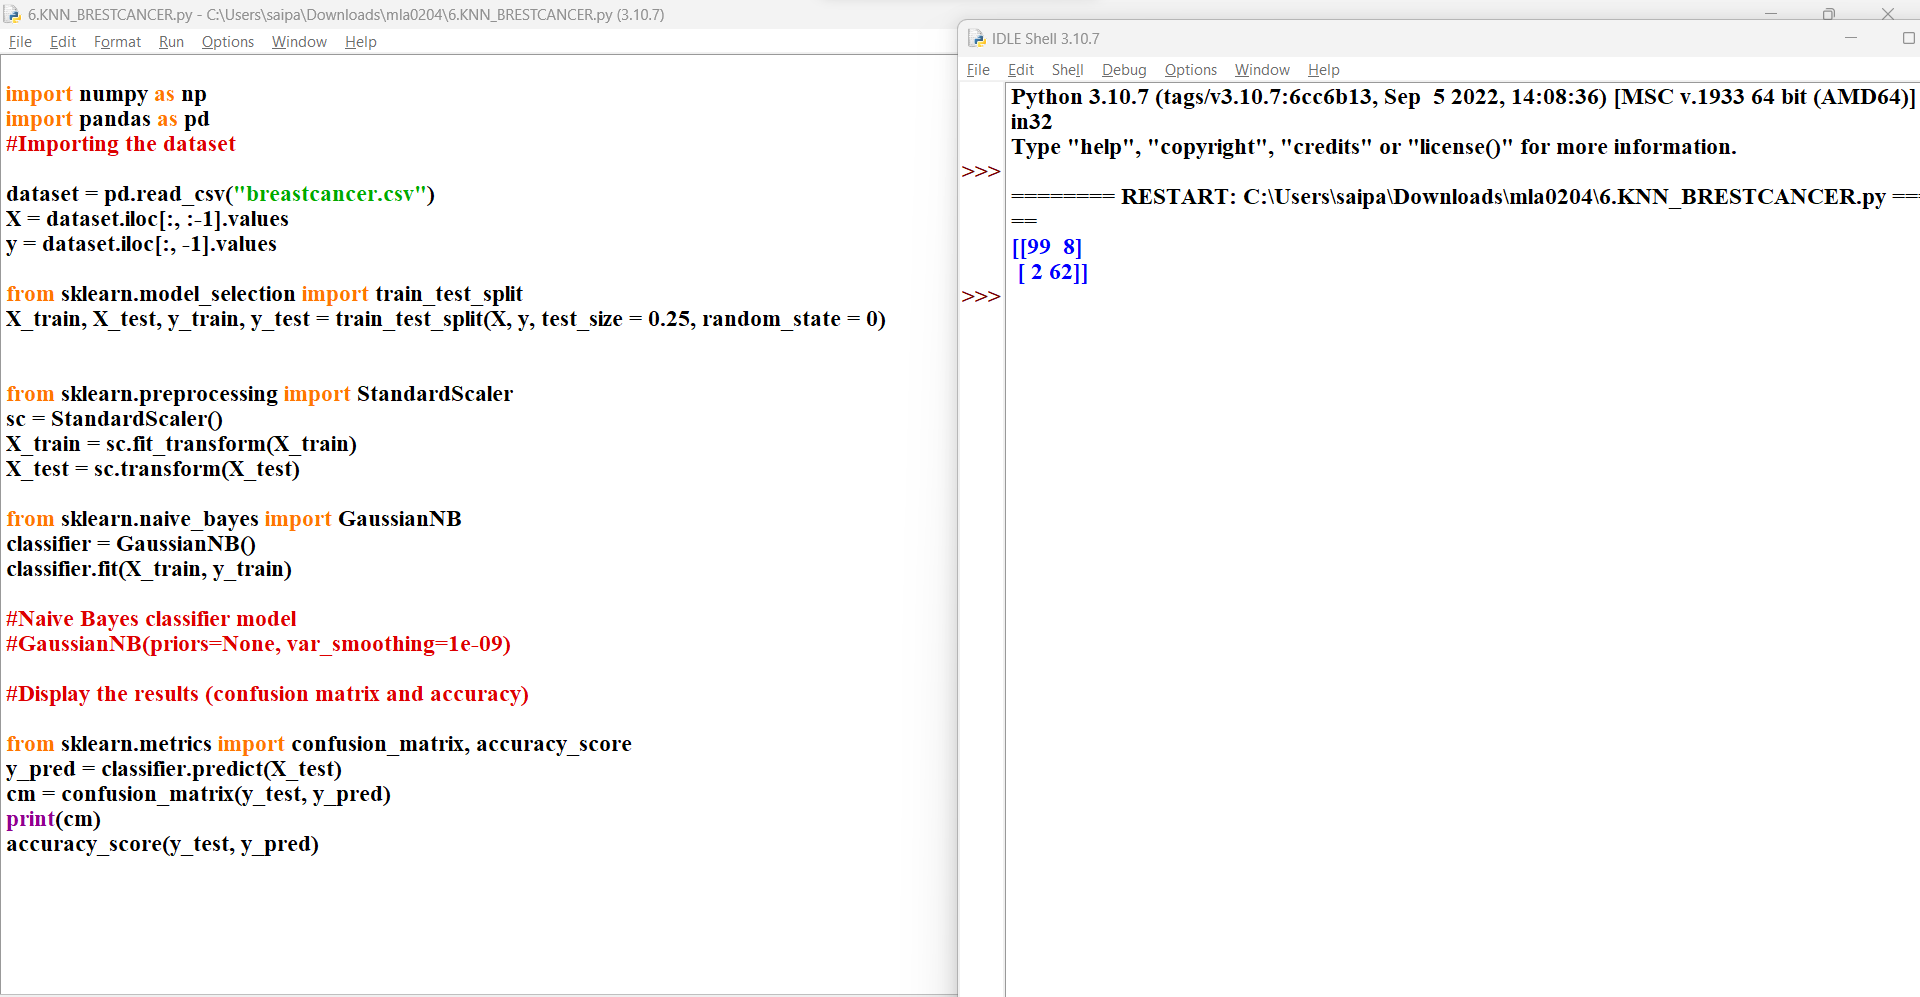 6.KNN_BRESTCANCER.py - C:\Users\saipa\Downloads\mla0204\6.KNN_BRESTCANCER.py (3.10.7)
File Edit Format Run Options Window Help
import numpy as np
import pandas as pd
#Importing the dataset
dataset = pd.read_csv("breastcancer.csv")
X = dataset.iloc[:, :-1].values
y = dataset.iloc[:, -1].values
from sklearn.model_selection import train_test_split
X_train, X_test, y_train, y_test = train_test_split(X, y, test_size = 0.25, random_state = 0)
from sklearn.preprocessing import StandardScaler
sc = StandardScaler()
X_train = sc.fit_transform(X_train)
X_test = sc.transform(X_test)
from sklearn.naive_bayes import GaussianNB
classifier = GaussianNB()
classifier.fit(X_train, y_train)
#Naive Bayes classifier model
#GaussianNB(priors=None, var_smoothing=1e-09)
#Display the results (confusion matrix and accuracy)
from sklearn.metrics import confusion_matrix, accuracy_score
y_pred = classifier.predict(X_test)
cm = confusion_matrix(y_test, y_pred)
print(cm)
accuracy_score(y_test, y_pred)
IDLE Shell 3.10.7
File Edit Shell Debug Options Window Help
Python 3.10.7 (tags/v3.10.7:6cc6b13, Sep  5 2022, 14:08:36) [MSC v.1933 64 bit (AMD64)]
in32
Type "help", "copyright", "credits" or "license()" for more information.
>>>
======== RESTART: C:\Users\saipa\Downloads\mla0204\6.KNN_BRESTCANCER.py ==
==
[[99  8]
[ 2 62]]
>>>